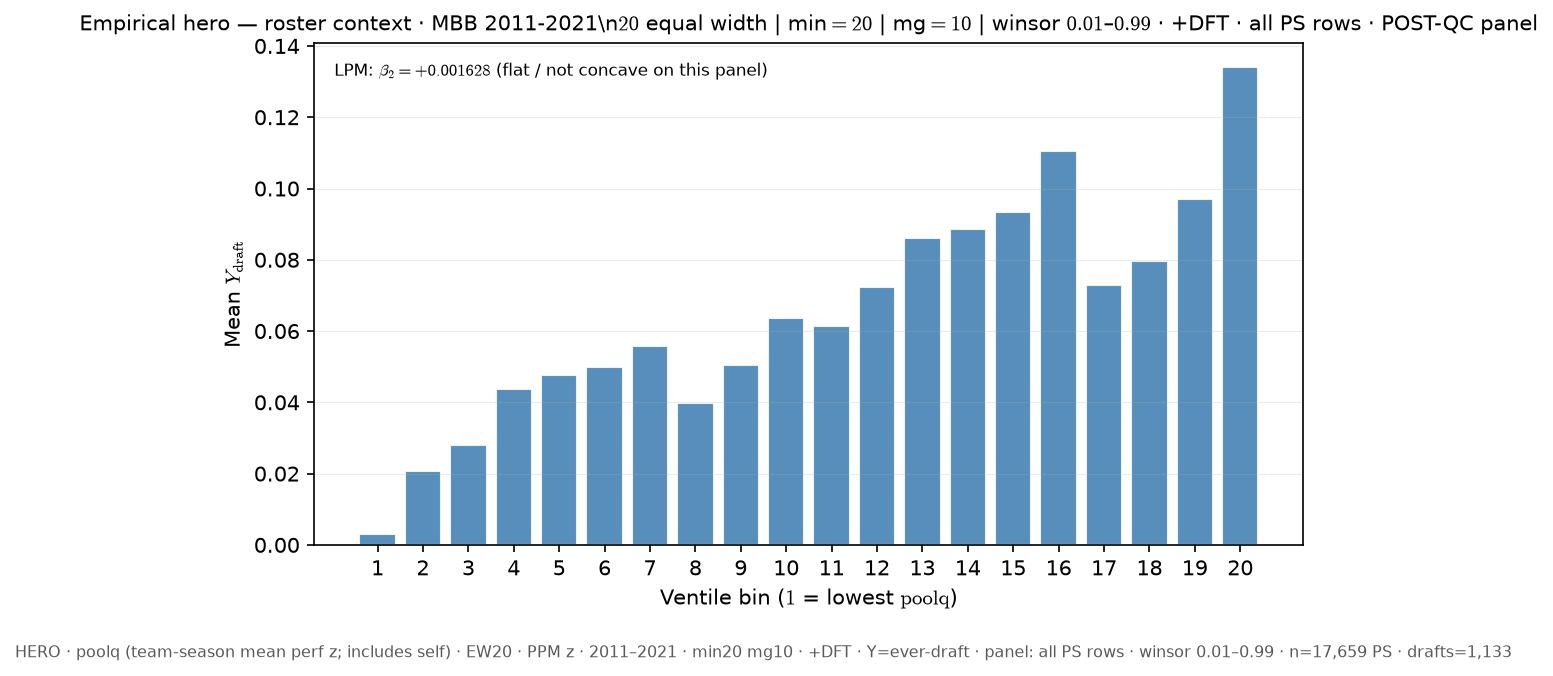 Empirical hero — roster context · MBB 2011-2021\n20 equal width | min = 20 | mg = 10 | winsor 0.01–0.99 · +DFT · all PS rows · POST-QC panel
LPM: β₂ = +0.001628 (flat / not concave on this panel)
Mean Y_draft
0.14
0.12
0.10
0.08
0.06
0.04
0.02
0.00
1 2 3 4 5 6 7 8 9 10 11 12 13 14 15 16 17 18 19 20
Ventile bin (1 = lowest poolq)
HERO · poolq (team-season mean perf z; includes self) · EW20 · PPM z · 2011–2021 · min20 mg10 · +DFT · Y=ever-draft · panel: all PS rows · winsor 0.01–0.99 · n=17,659 PS · drafts=1,133